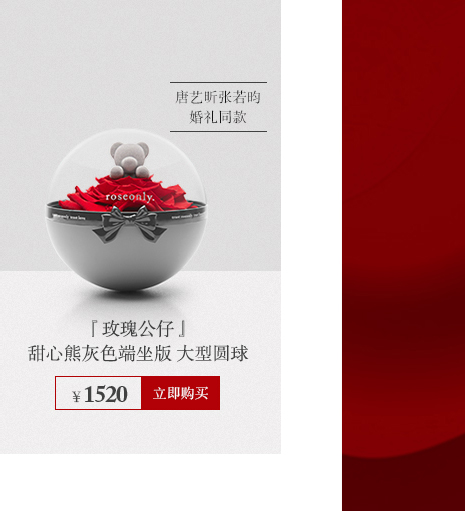 唐艺昕张若昀
婚礼同款
roseonly.
『 玫瑰公仔 』
甜心熊灰色端坐版 大型圆球
¥ 1520
立即购买